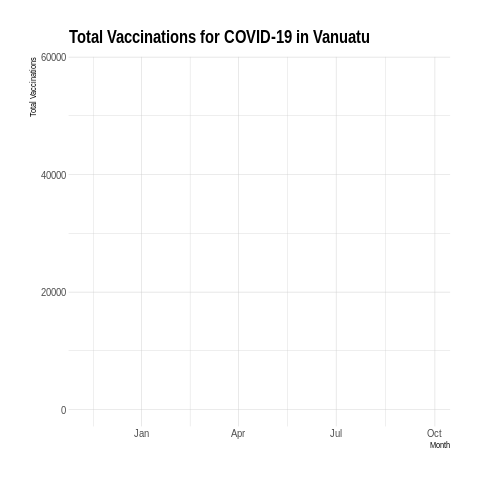 Total Vaccinations for COVID-19 in Vanuatu
Total Vaccinations
60000
40000
20000
0
Jan Apr Jul Oct
Month